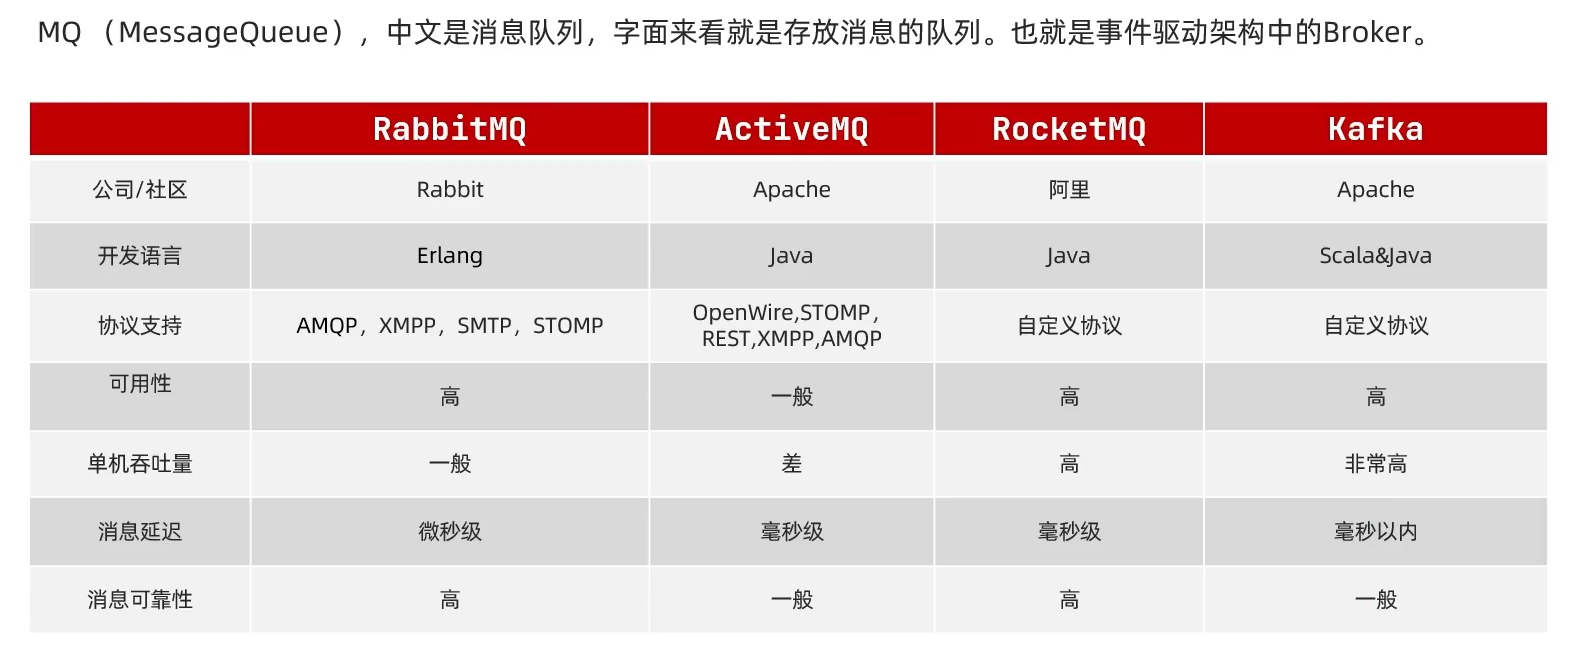 MQ （MessageQueue），中文是消息队列，字面来看就是存放消息的队列。也就是事件驱动架构中的Broker。
RabbitMQ ActiveMQ RocketMQ Kafka
公司/社区 Rabbit Apache 阿里 Apache
开发语言 Erlang Java Java Scala&Java
协议支持 AMQP，XMPP，SMTP，STOMP OpenWire,STOMP， 自定义协议 自定义协议
REST,XMPP,AMQP
可用性 高 一般 高 高
单机吞吐量 一般 差 高 非常高
消息延迟 微秒级 毫秒级 毫秒级 毫秒以内
消息可靠性 高 一般 高 一般